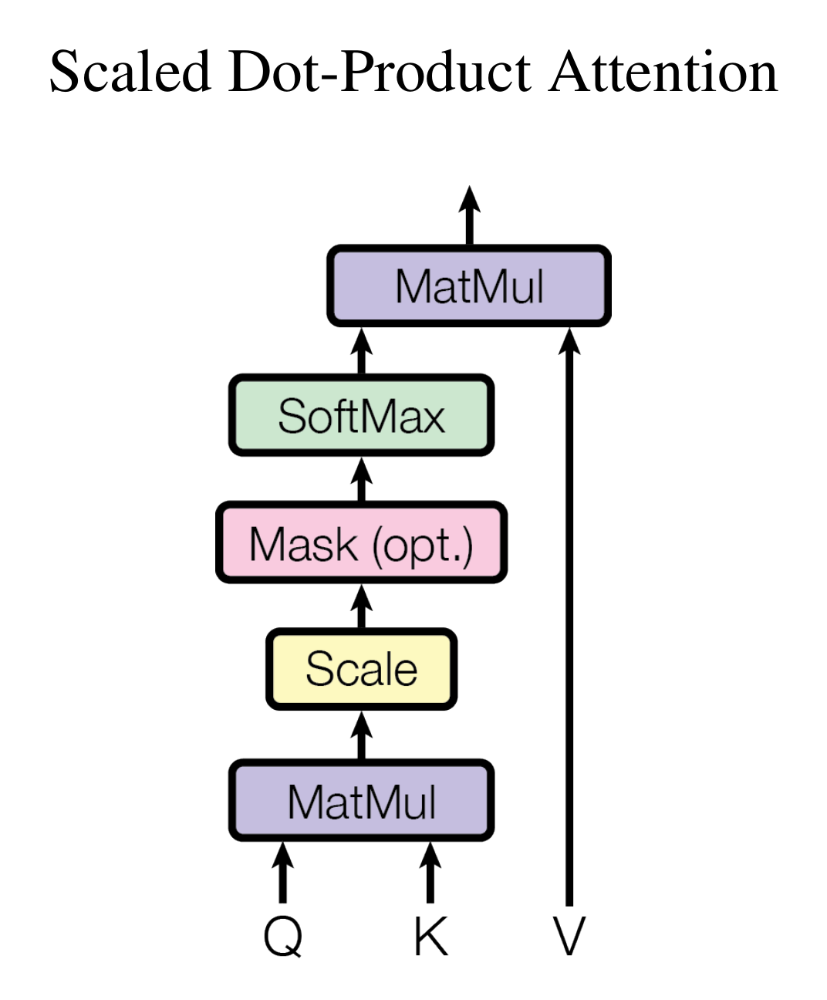 Scaled Dot-Product Attention
MatMul
SoftMax
Mask (opt.)
Scale
MatMul
Q K V